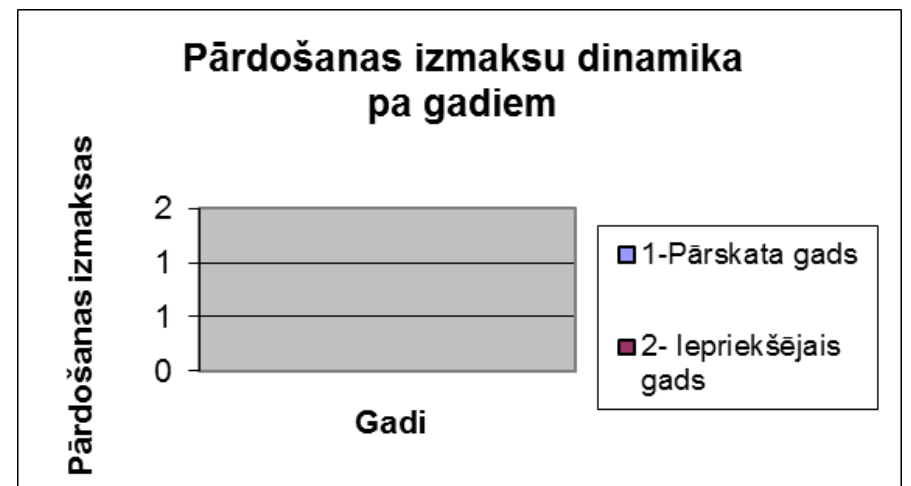 Pārdošanas izmaksu dinamika
pa gadiem
Pārdošanas izmaksas
2
1
1
0
Gadi
1-Pārskata gads
2- Iepriekšējais
gads